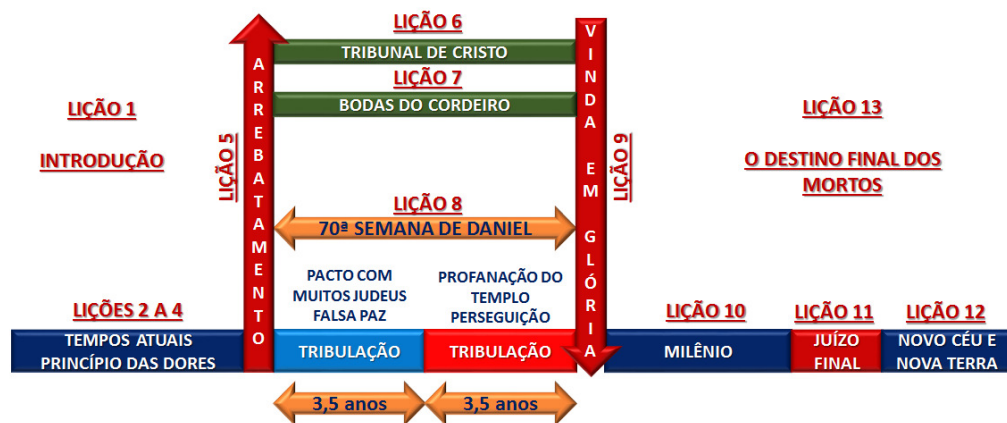 LIÇÃO 1
INTRODUÇÃO
LIÇÕES 2 A 4
TEMPOS ATUAIS
PRINCÍPIO DAS DORES
LIÇÃO 5
ARREBATAMENTO
LIÇÃO 6
TRIBUNAL DE CRISTO
LIÇÃO 7
BODAS DO CORDEIRO
LIÇÃO 8
70ª SEMANA DE DANIEL
PACTO COM
MUITOS JUDEUS
FALSA PAZ
PROFANAÇÃO DO
TEMPLO
PERSEGUIÇÃO
TRIBULAÇÃO
TRIBULAÇÃO
3,5 anos
3,5 anos
VINDA EM GLÓRIA
LIÇÃO 9
LIÇÃO 13
O DESTINO FINAL DOS
MORTOS
LIÇÃO 10
MILÊNIO
LIÇÃO 11
JUÍZO
FINAL
LIÇÃO 12
NOVO CÉU E
NOVA TERRA